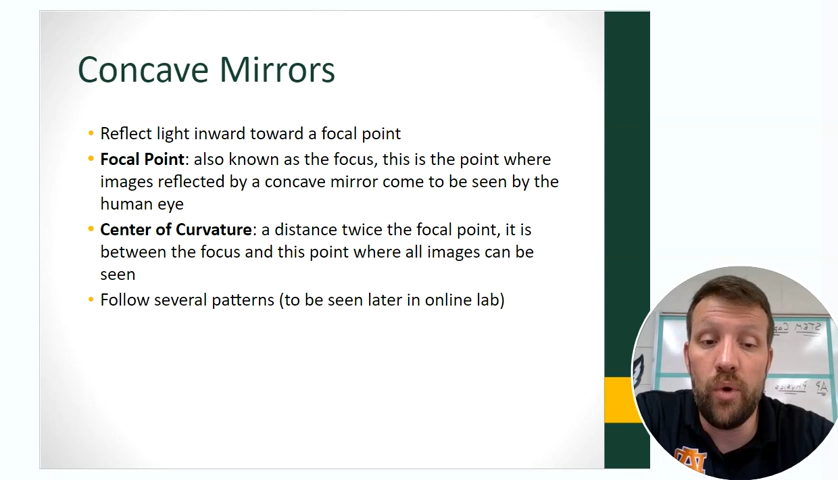 Concave Mirrors
• Reflect light inward toward a focal point
• Focal Point: also known as the focus, this is the point where
images reflected by a concave mirror come to be seen by the
human eye
• Center of Curvature: a distance twice the focal point, it is
between the focus and this point where all images can be
seen
• Follow several patterns (to be seen later in online lab)